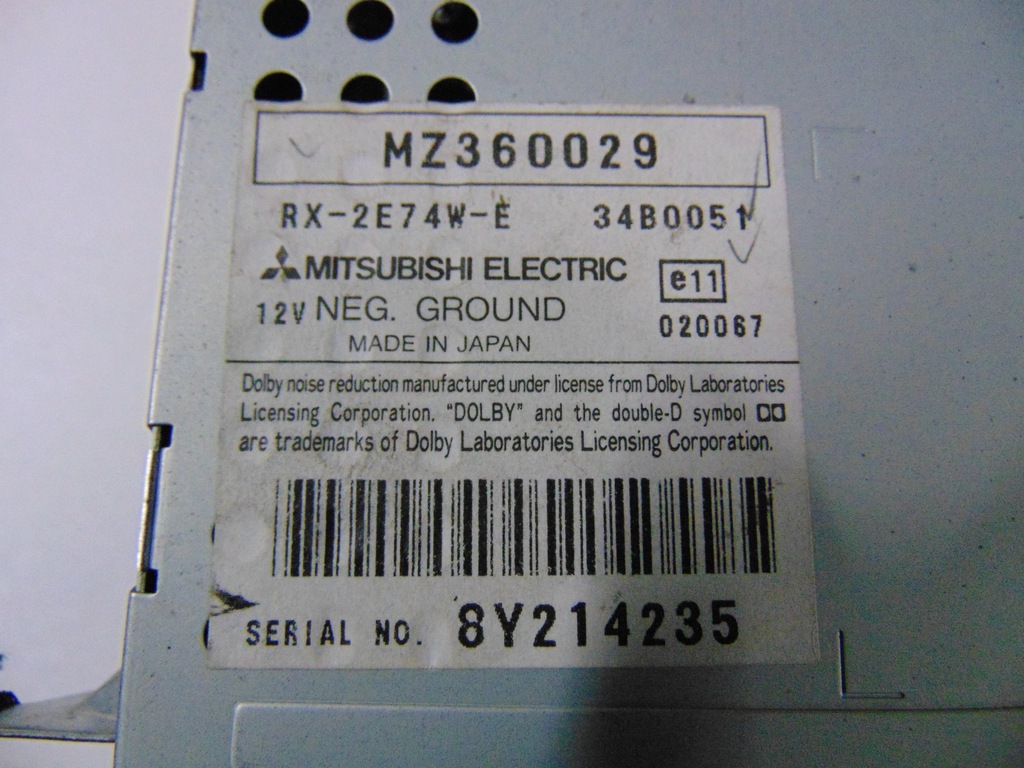 MZ360029
RX-2E74W-E 34B0051
MITSUBISHI ELECTRIC e11
12V NEG. GROUND 020067
MADE IN JAPAN
Dolby noise reduction manufactured under license from Dolby Laboratories
Licensing Corporation. "DOLBY" and the double-D symbol
are trademarks of Dolby Laboratories Licensing Corporation.
SERIAL NO. 8Y214235